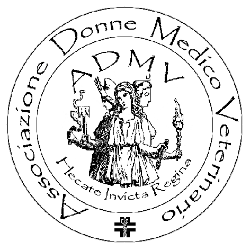 Associazione Donne Medico Veterinario
ADMV
Hecate Invicta Regina